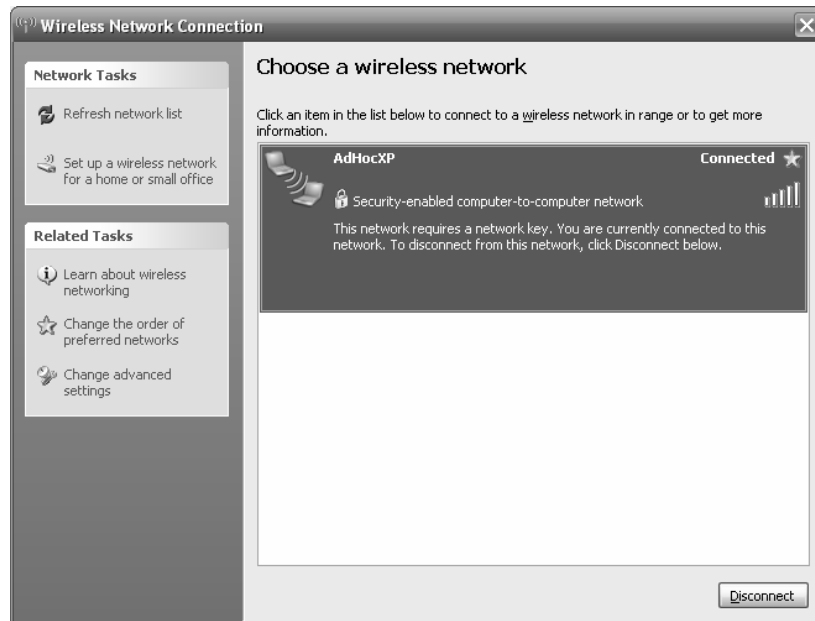 Wireless Network Connection
Network Tasks
Refresh network list
Set up a wireless network
for a home or small office
Related Tasks
Learn about wireless
networking
Change the order of
preferred networks
Change advanced
settings
Choose a wireless network
Click an item in the list below to connect to a wireless network in range or to get more
information.
AdHocXP Connected
Security-enabled computer-to-computer network
This network requires a network key. You are currently connected to this
network. To disconnect from this network, click Disconnect below.
Disconnect